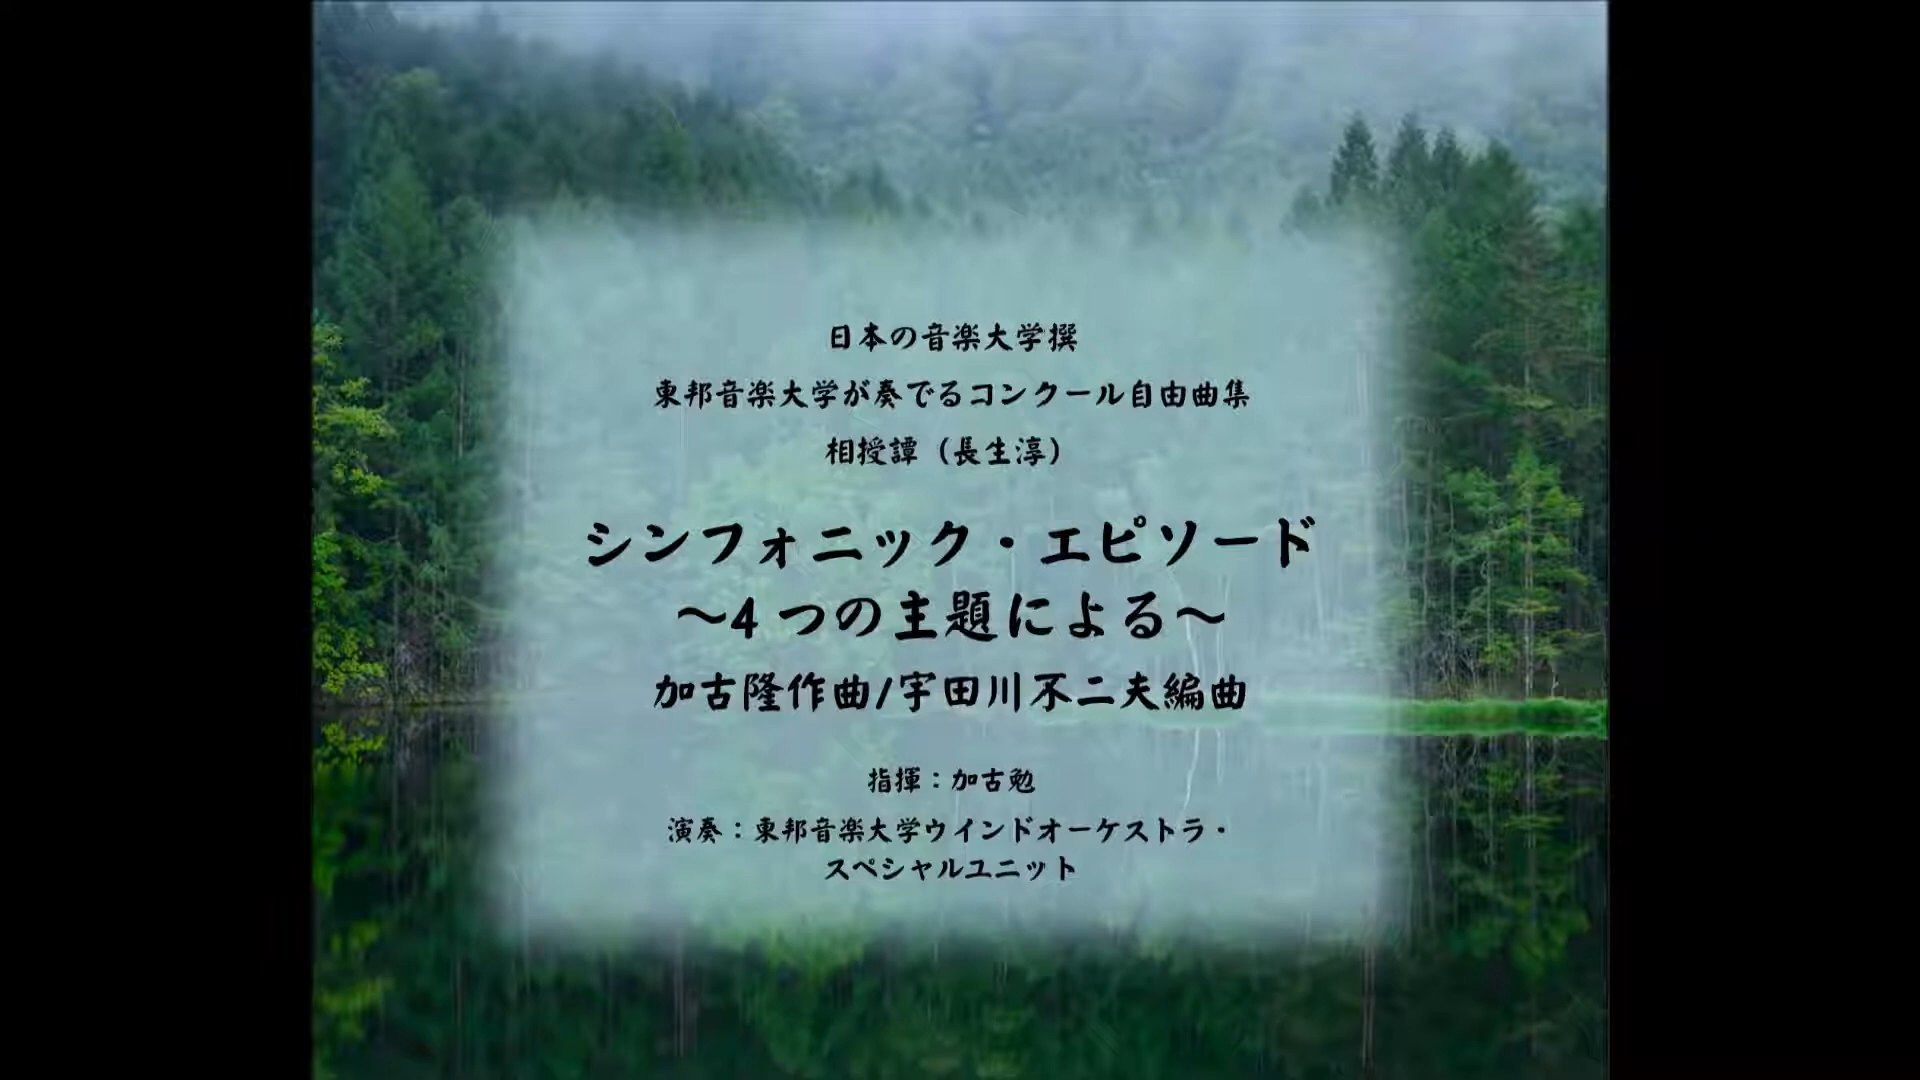 日本の音楽大学撰
東邦音楽大学が奏でるコンクール自由曲集
相授譚（長生淳）
シンフォニック・エピソード
～4つの主題による～
加古隆作曲/宇田川不二夫編曲
指揮：加古勉
演奏：東邦音楽大学ウインドオーケストラ・
スペシャルユニット